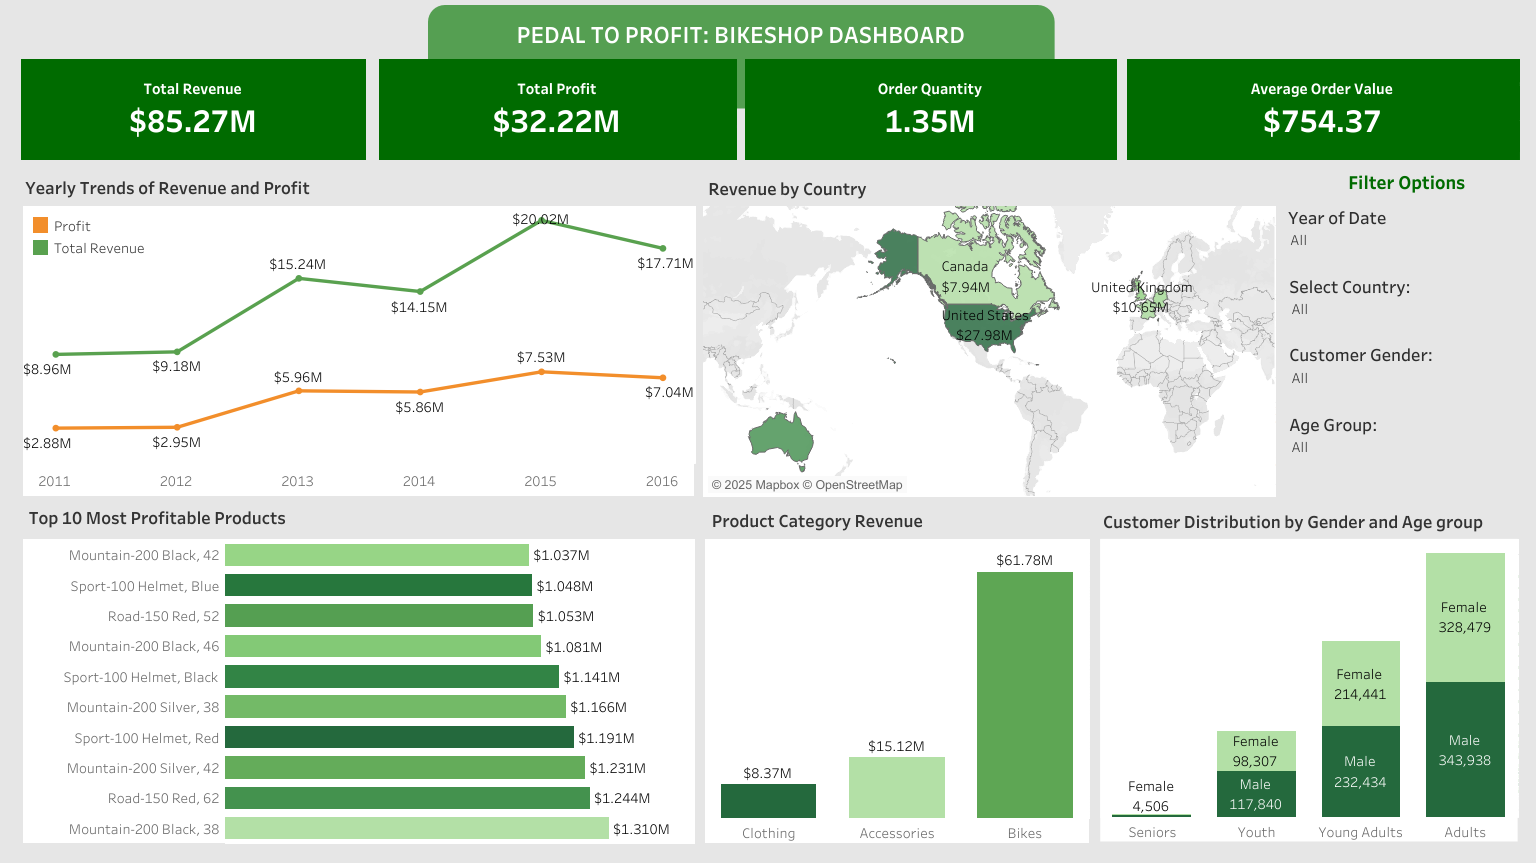 PEDAL TO PROFIT: BIKESHOP DASHBOARD
Total Revenue
$85.27M
Total Profit
$32.22M
Order Quantity
1.35M
Average Order Value
$754.37
Yearly Trends of Revenue and Profit
Profit
Total Revenue
$8.96M
$9.18M
$15.24M
$14.15M
$20.02M
$17.71M
$2.88M
$2.95M
$5.96M
$5.86M
$7.53M
$7.04M
2011
2012
2013
2014
2015
2016
Revenue by Country
Canada
$7.94M
United States
$27.98M
United Kingdom
$10.65M
© 2025 Mapbox © OpenStreetMap
Filter Options
Year of Date
All
Select Country:
All
Customer Gender:
All
Age Group:
All
Top 10 Most Profitable Products
Mountain-200 Black, 42 $1.037M
Sport-100 Helmet, Blue $1.048M
Road-150 Red, 52 $1.053M
Mountain-200 Black, 46 $1.081M
Sport-100 Helmet, Black $1.141M
Mountain-200 Silver, 38 $1.166M
Sport-100 Helmet, Red $1.191M
Mountain-200 Silver, 42 $1.231M
Road-150 Red, 62 $1.244M
Mountain-200 Black, 38 $1.310M
Product Category Revenue
$8.37M
$15.12M
$61.78M
Clothing
Accessories
Bikes
Customer Distribution by Gender and Age group
Female
4,506
Female
98,307
Male
117,840
Female
214,441
Male
232,434
Female
328,479
Male
343,938
Seniors
Youth
Young Adults
Adults